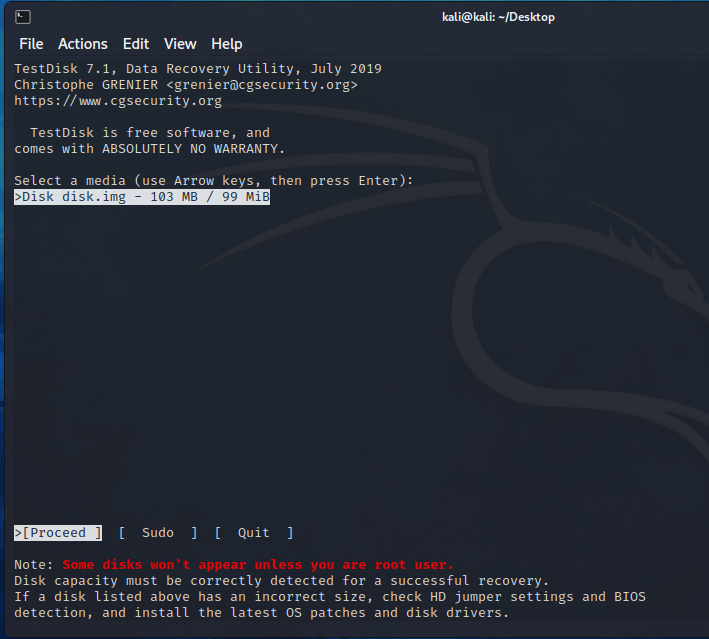 kali@kali: ~/Desktop
File Actions Edit View Help
TestDisk 7.1, Data Recovery Utility, July 2019
Christophe GRENIER <grenier@cgsecurity.org>
https://www.cgsecurity.org
TestDisk is free software, and
comes with ABSOLUTELY NO WARRANTY.
Select a media (use Arrow keys, then press Enter):
>Disk disk.img - 103 MB / 99 MiB
>[Proceed ] [ Sudo ] [ Quit ]
Note: Some disks won't appear unless you are root user.
Disk capacity must be correctly detected for a successful recovery.
If a disk listed above has an incorrect size, check HD jumper settings and BIOS
detection, and install the latest OS patches and disk drivers.